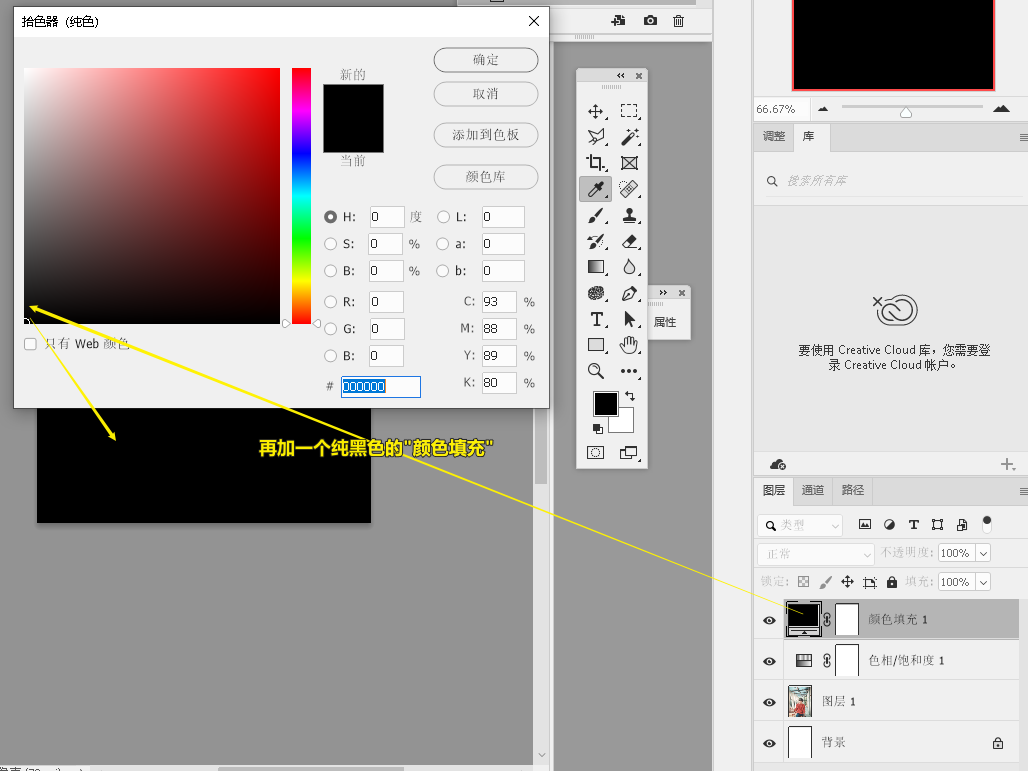 拾色器（纯色）
新的
当前
确定
取消
添加到色板
颜色库
H: 0 度
S: 0 %
B: 0 %
R: 0
G: 0
B: 0
# 000000
L: 0
a: 0
b: 0
C: 93 %
M: 88 %
Y: 89 %
K: 80 %
只有 Web 颜色
再加一个纯黑色的"颜色填充"
属性
66.67%
调整 库
搜索所有库
要使用 Creative Cloud 库，您需要登
录 Creative Cloud 帐户。
图层 通道 路径
类型
正常 不透明度: 100%
锁定: 填充: 100%
颜色填充 1
色相/饱和度 1
图层 1
背景